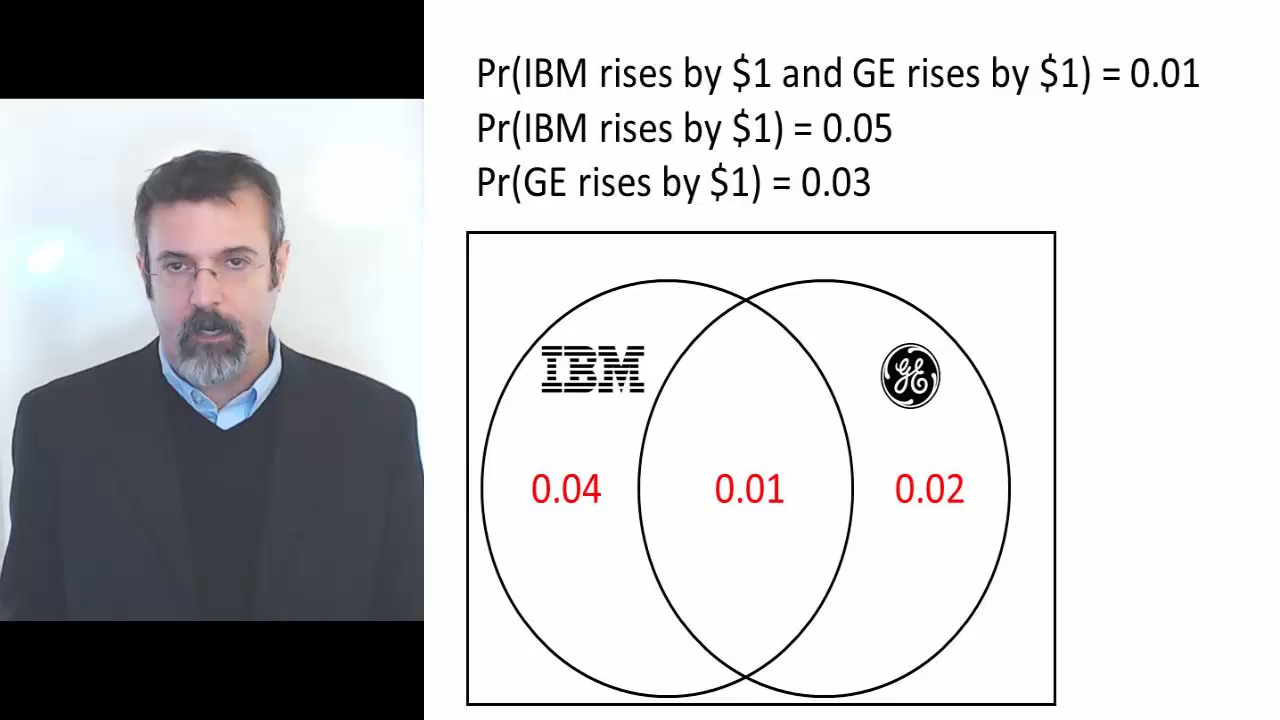 Pr(IBM rises by $1 and GE rises by $1) = 0.01
Pr(IBM rises by $1) = 0.05
Pr(GE rises by $1) = 0.03
IBM
GE
0.04 0.01 0.02